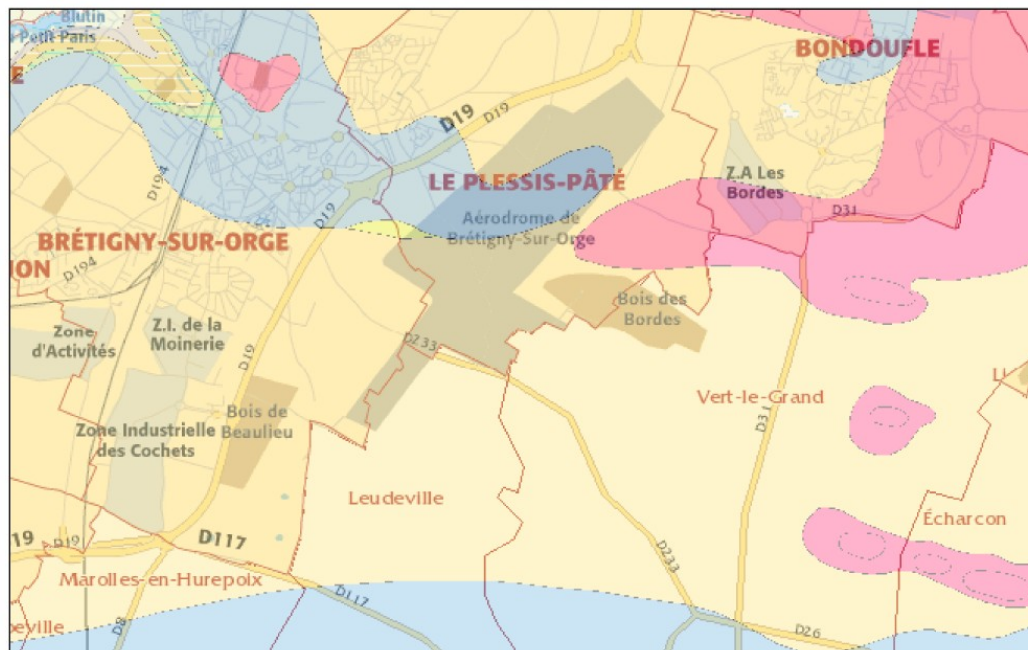 Blutin
Petit Paris
E
D19
D19
BONDOUFLE
D194
LE PLESSIS-PÂTÉ
Z.A Les
Bordes
D31
Aérodrome de
Brétigny-Sur-Orge
D19
BRÉTIGNY-SUR-ORGE
ION
D194
Bois des
Bordes
Z.I. de la
Moinerie
Zone
d'Activités
D19
D233
Vert-le-Grand
D31
Bois de
Beaulieu
Zone Industrielle
des Cochets
Leudeville
Écharcon
19
D19
D117
D233
Marolles-en-Hurepoix
D117
D8
beville
D26